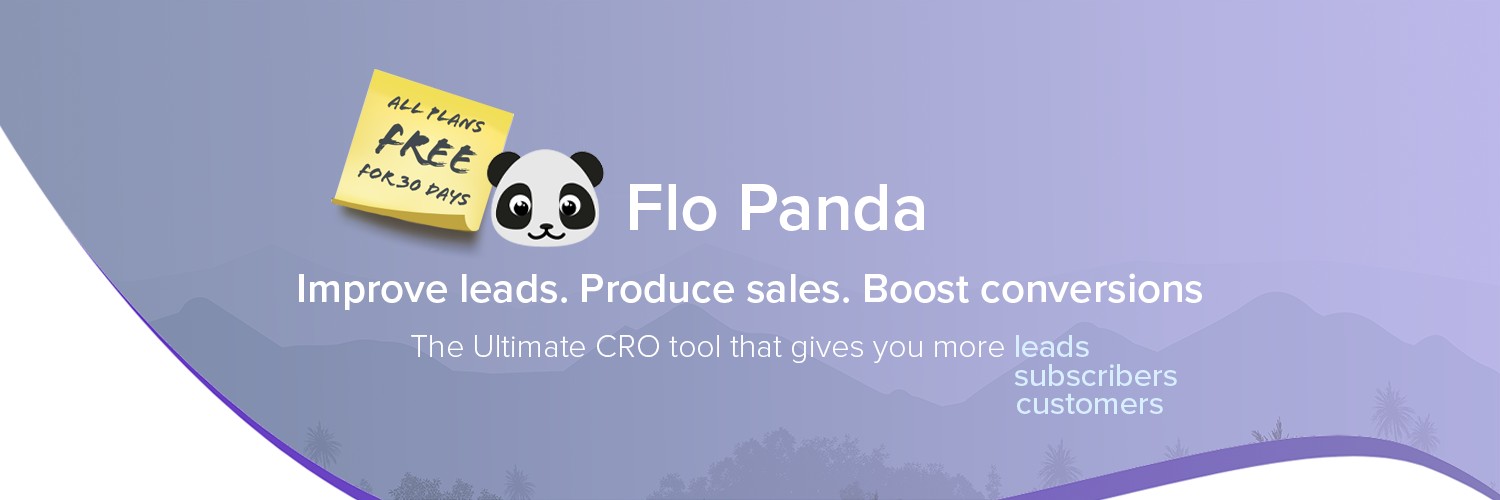 ALL PLANS
FREE
FOR 30 DAYS
Flo Panda
Improve leads. Produce sales. Boost conversions
The Ultimate CRO tool that gives you more leads
subscribers
customers